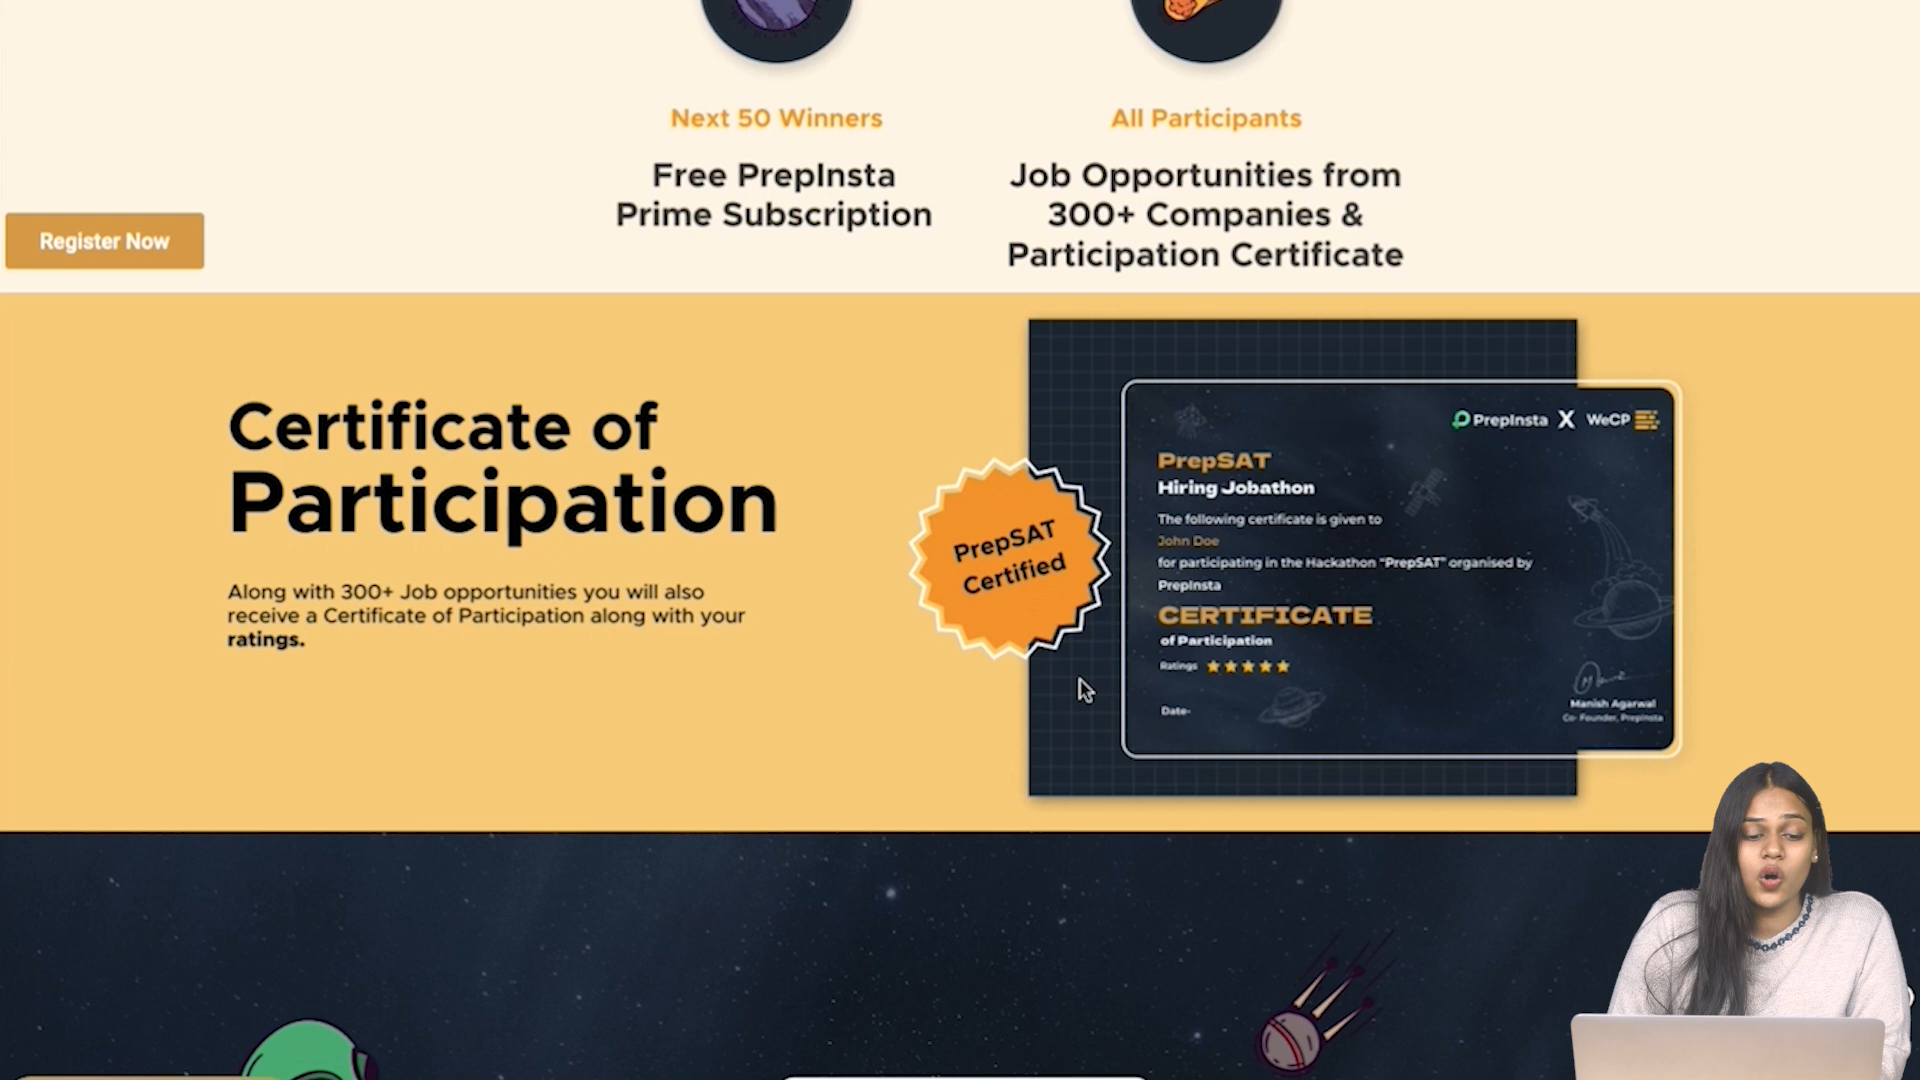 Next 50 Winners
Free PrepInsta
Prime Subscription
All Participants
Job Opportunities from
300+ Companies &
Participation Certificate
Register Now
Certificate of
Participation
Along with 300+ Job opportunities you will also
receive a Certificate of Participation along with your
ratings.
PrepSAT
Certified
PrepInsta X WeCP
PrepSAT
Hiring Jobathon
The following certificate is given to
John Doe
for participating in the Hackathon "PrepSAT" organised by
PrepInsta
CERTIFICATE
of Participation
Ratings
Date-
Manish Agarwal
Co- Founder, PrepInsta